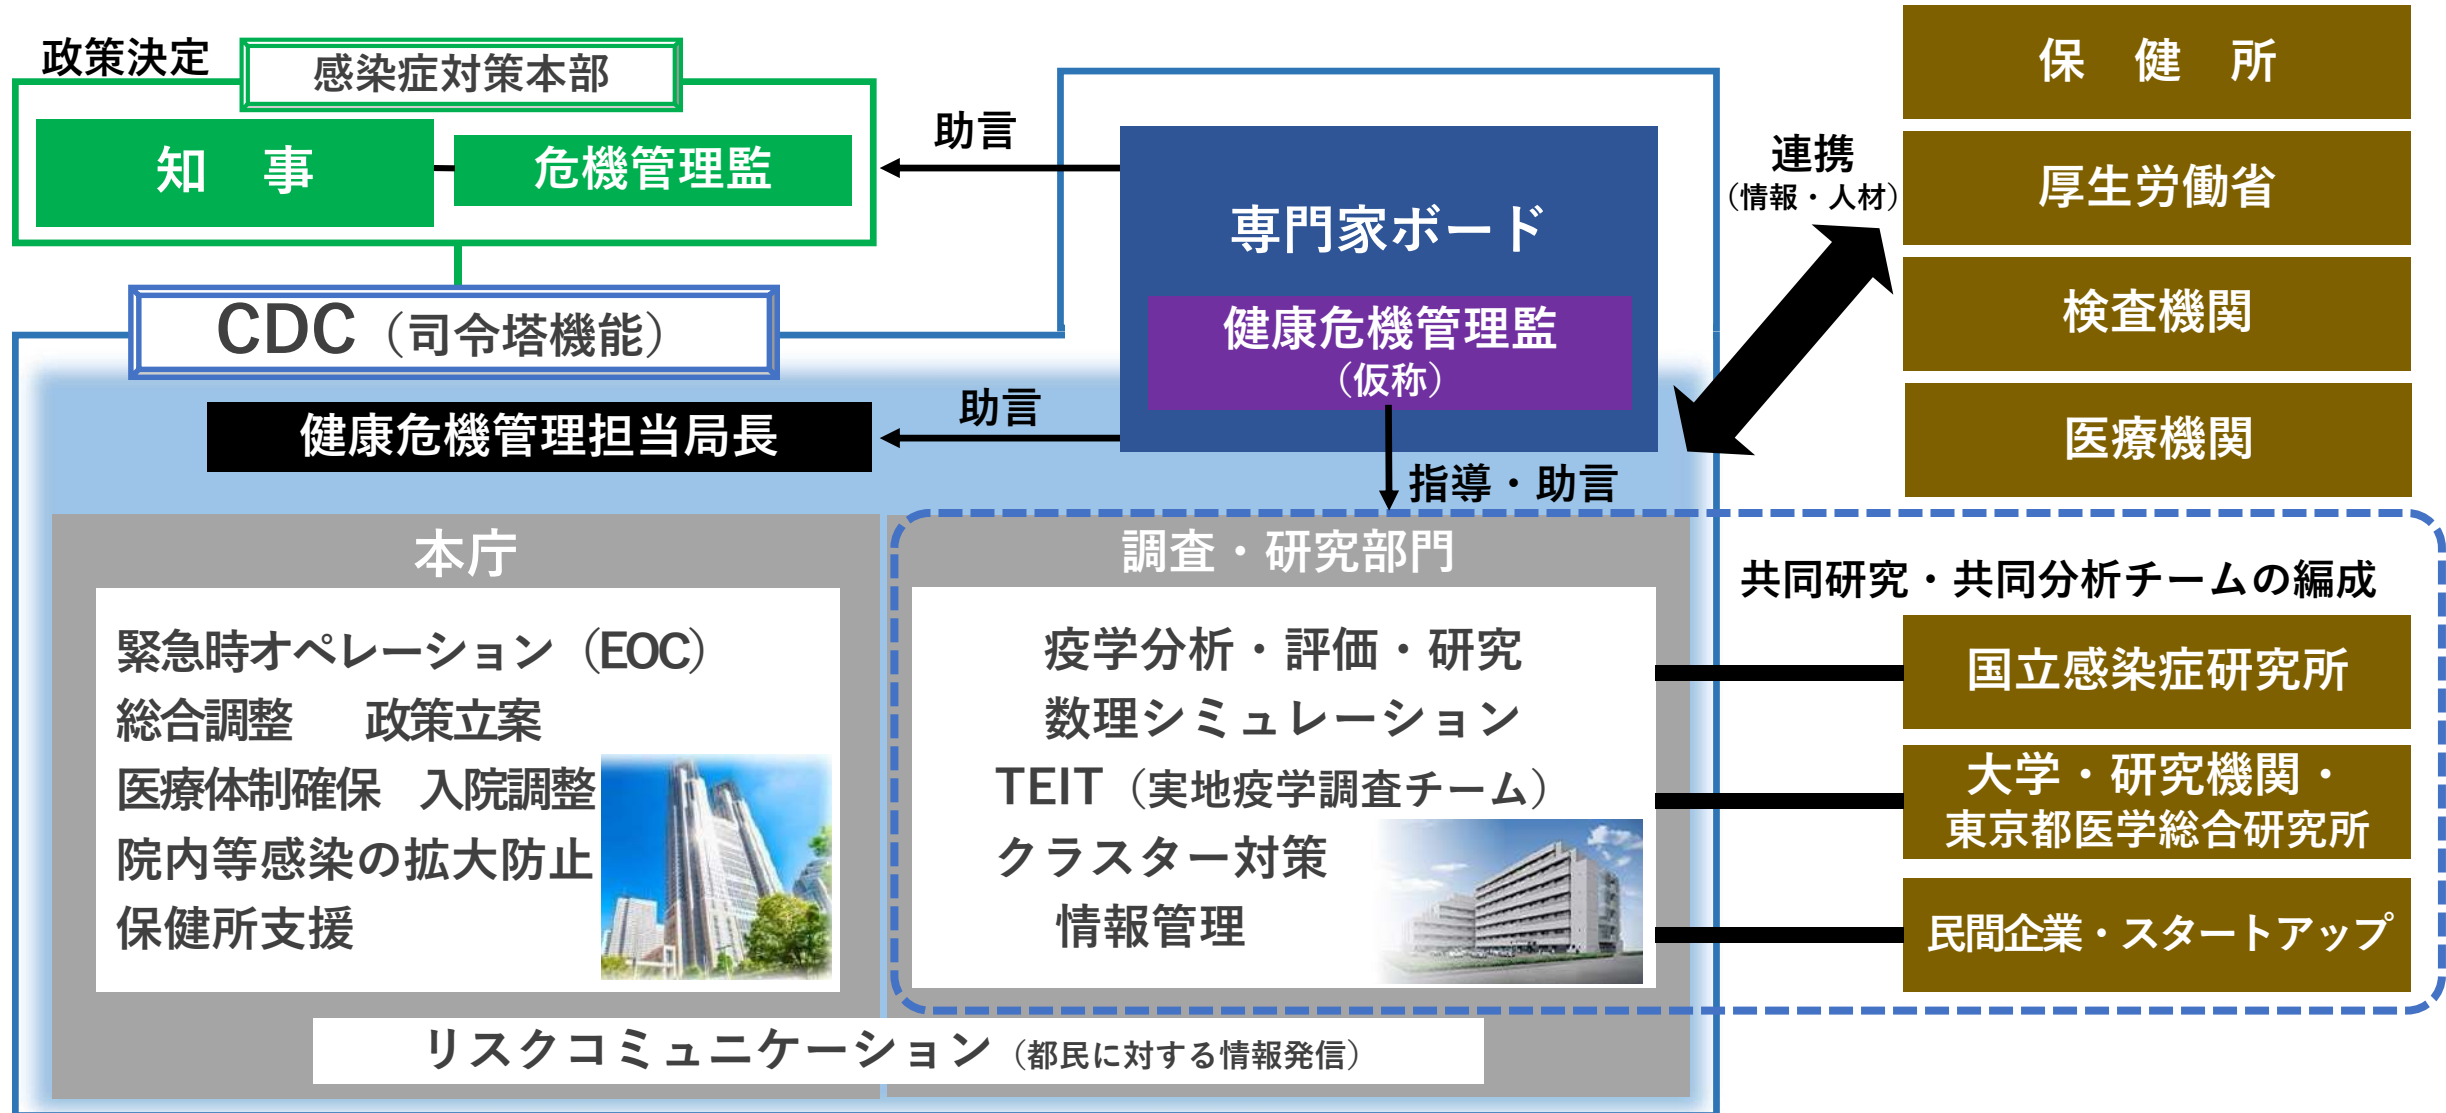 政策決定
感染症対策本部
知　事
危機管理監
助言
CDC（司令塔機能）
健康危機管理担当局長
助言
専門家ボード
健康危機管理監
（仮称）
指導・助言
連携
（情報・人材）
保　健　所
厚生労働省
検査機関
医療機関
本庁
緊急時オペレーション（EOC）
総合調整　政策立案
医療体制確保　入院調整
院内等感染の拡大防止
保健所支援
調査・研究部門
疫学分析・評価・研究
数理シミュレーション
TEIT（実地疫学調査チーム）
クラスター対策
情報管理
リスクコミュニケーション（都民に対する情報発信）
共同研究・共同分析チームの編成
国立感染症研究所
大学・研究機関・
東京都医学総合研究所
民間企業・スタートアップ